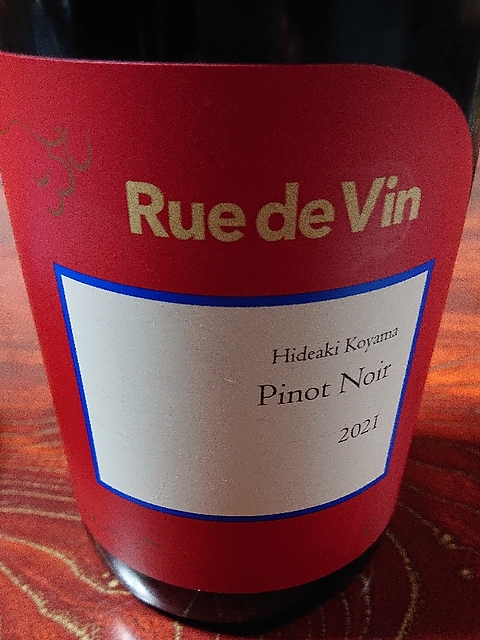 Rue de Vin
Hideaki Koyama
Pinot Noir
2021